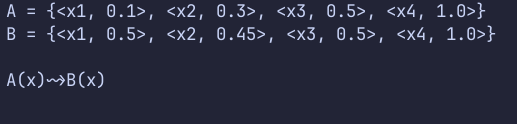 A = {<x1, 0.1>, <x2, 0.3>, <x3, 0.5>, <x4, 1.0>}
B = {<x1, 0.5>, <x2, 0.45>, <x3, 0.5>, <x4, 1.0>}
A(x)⇝B(x)